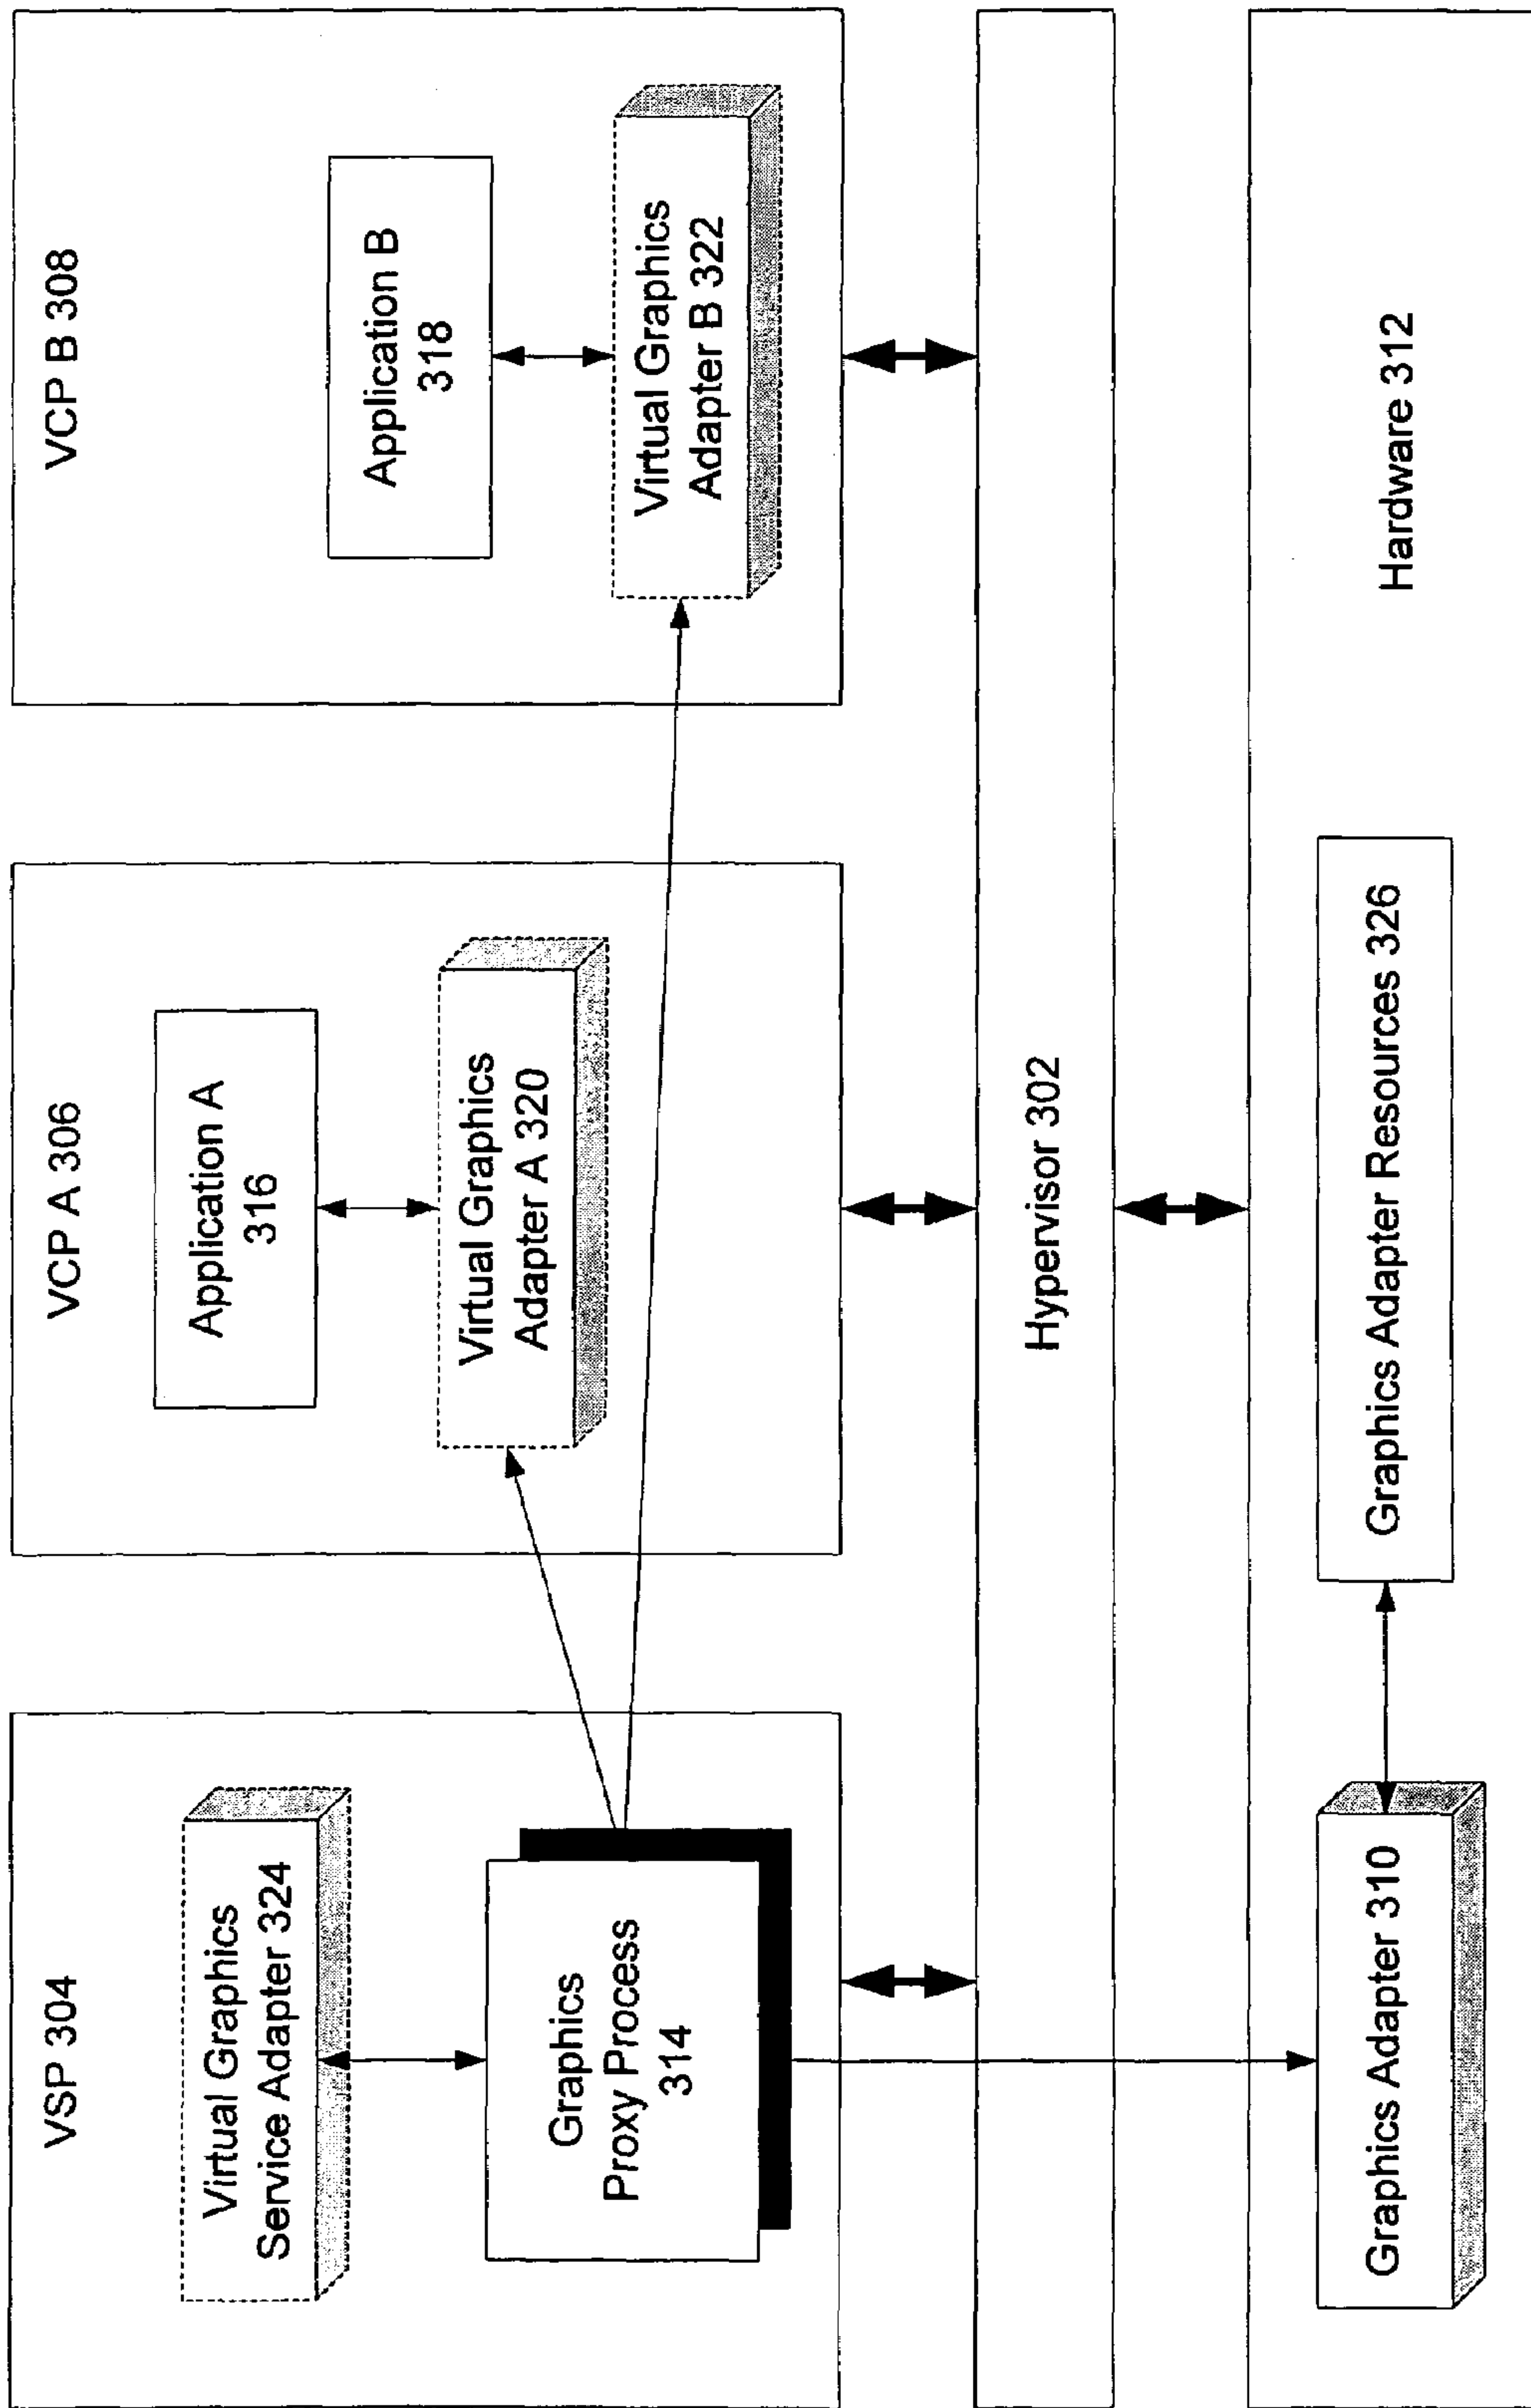 VSP 304
Virtual Graphics
Service Adapter 324
Graphics
Proxy Process
314
VCP A 306
Application A
316
Virtual Graphics
Adapter A 320
VCP B 308
Application B
318
Virtual Graphics
Adapter B 322
Hypervisor 302
Graphics Adapter 310
Graphics Adapter Resources 326
Hardware 312